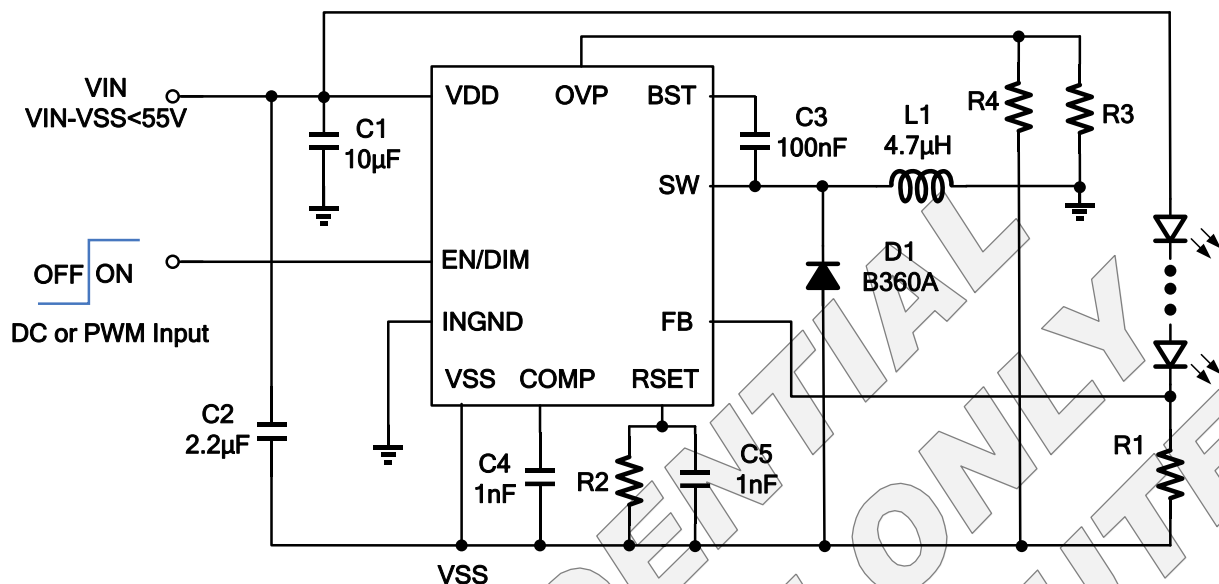 VIN
VIN-VSS<55V
VDD
OVP
BST
SW
EN/DIM
INGND
FB
VSS
COMP
RSET
C1
10µF
C3
100nF
L1
4.7µH
R4
R3
OFF
ON
DC or PWM Input
D1
B360A
C2
2.2µF
C4
1nF
R2
C5
1nF
R1
VSS
ENTIAL
ONLY